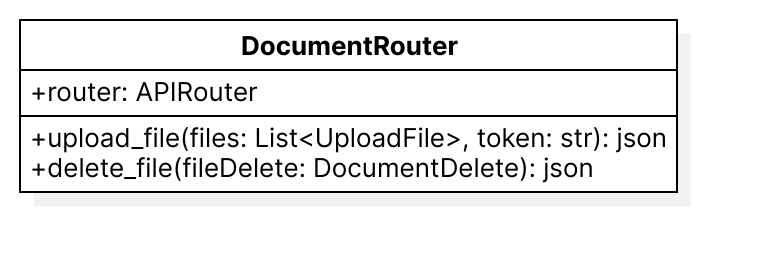 DocumentRouter
+router: APIRouter
+upload_file(files: List<UploadFile>, token: str): json
+delete_file(fileDelete: DocumentDelete): json